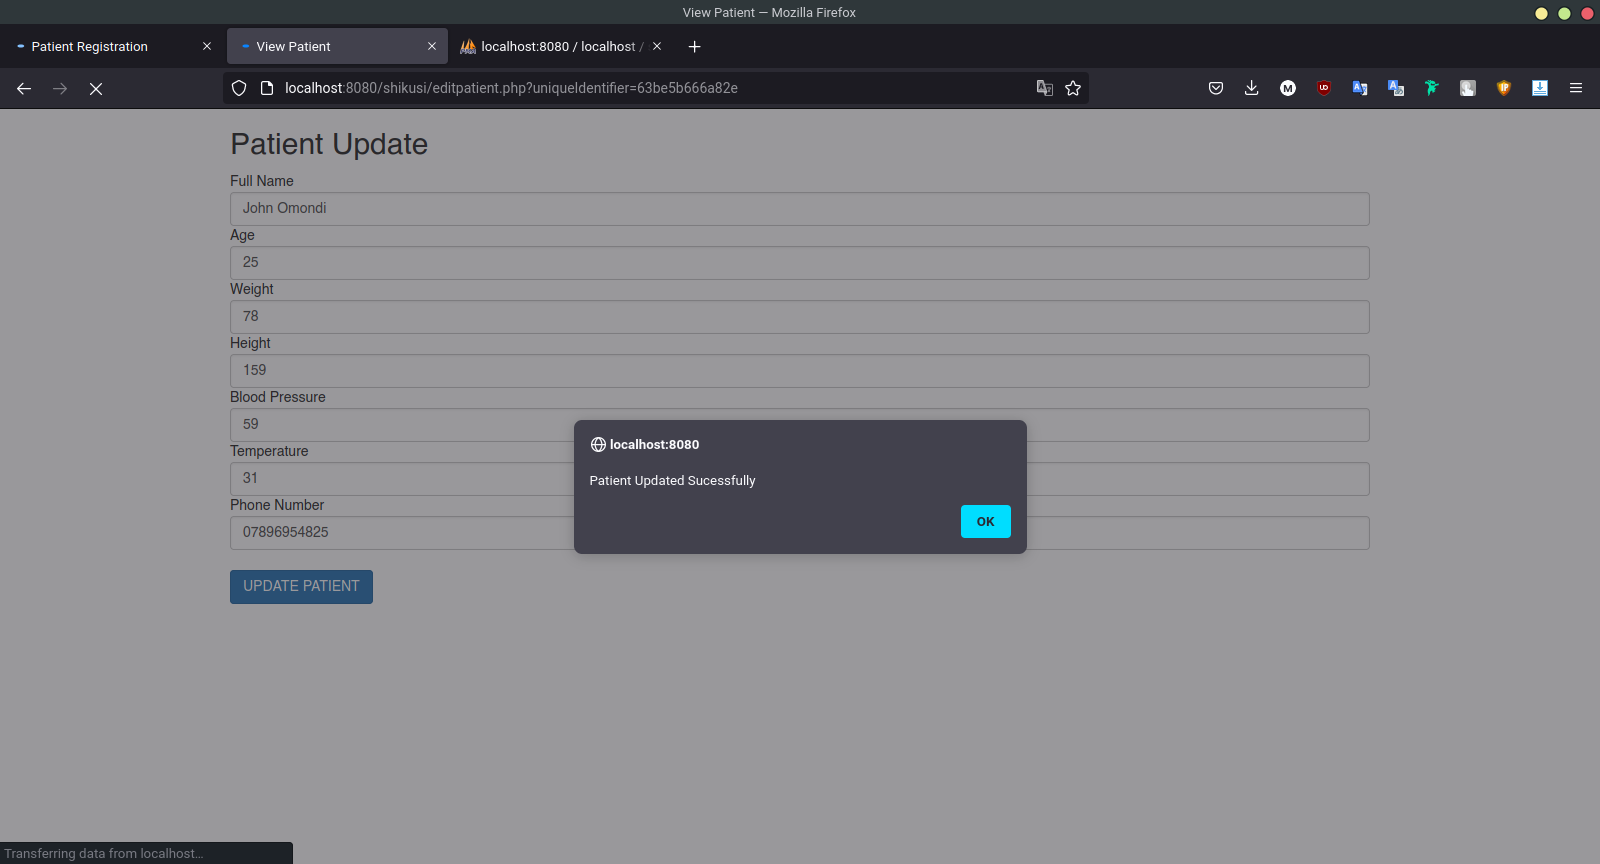 View Patient — Mozilla Firefox
Patient Registration
View Patient
localhost:8080 / localhost /
localhost:8080/shikusi/editpatient.php?uniqueIdentifier=63be5b666a82e
Patient Update
Full Name
John Omondi
Age
25
Weight
78
Height
159
Blood Pressure
59
Temperature
31
Phone Number
07896954825
localhost:8080
Patient Updated Sucessfully
OK
UPDATE PATIENT
Transferring data from localhost…